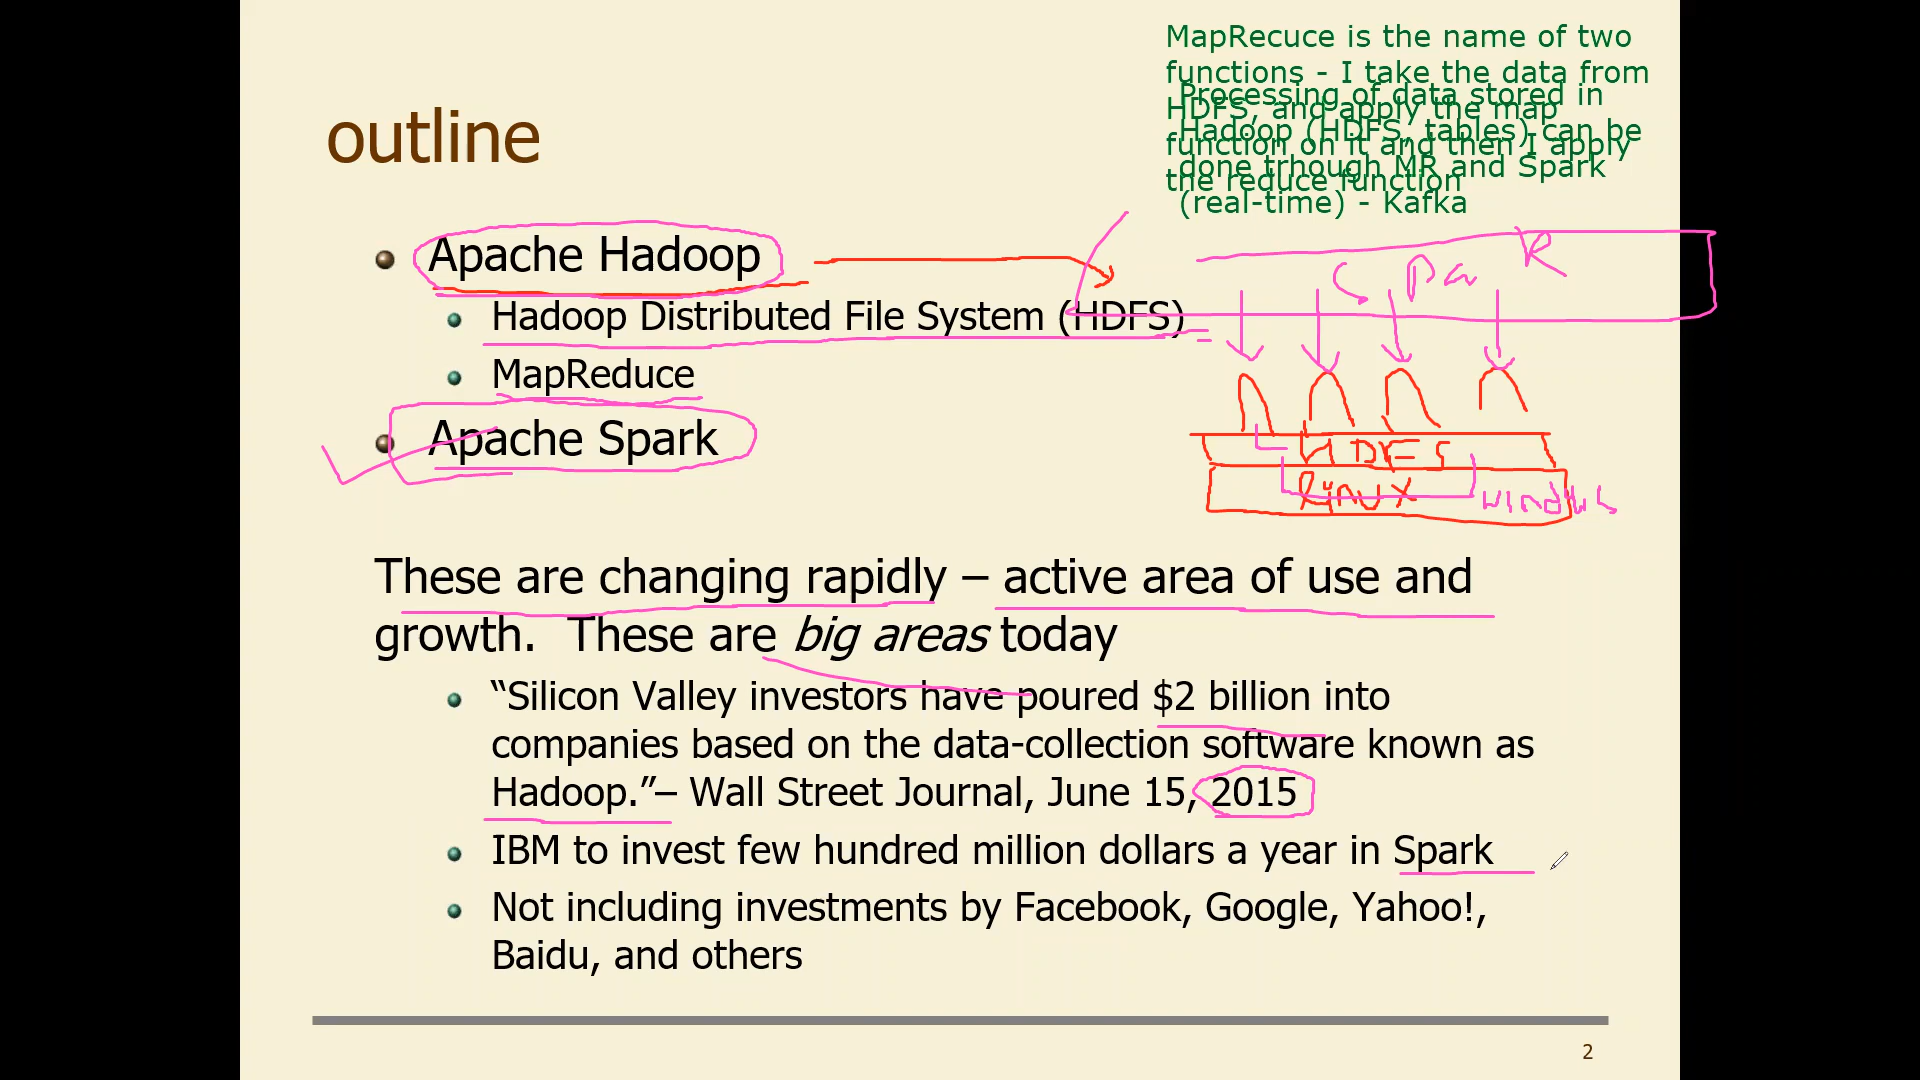 MapRecuce is the name of two
functions - I take the data from
HDFS, and apply the map
function on it and then I apply
the reduce function
Processing of data stored in
Hadoop (HDFS, tables) can be
done trhough MR and Spark
(real-time) - Kafka
outline
Apache Hadoop
Hadoop Distributed File System (HDFS)
MapReduce
Apache Spark
HDFS
LinUX
windows
These are changing rapidly – active area of use and
growth.  These are big areas today
“Silicon Valley investors have poured $2 billion into
companies based on the data-collection software known as
Hadoop.”– Wall Street Journal, June 15, 2015
IBM to invest few hundred million dollars a year in Spark
Not including investments by Facebook, Google, Yahoo!,
Baidu, and others
2